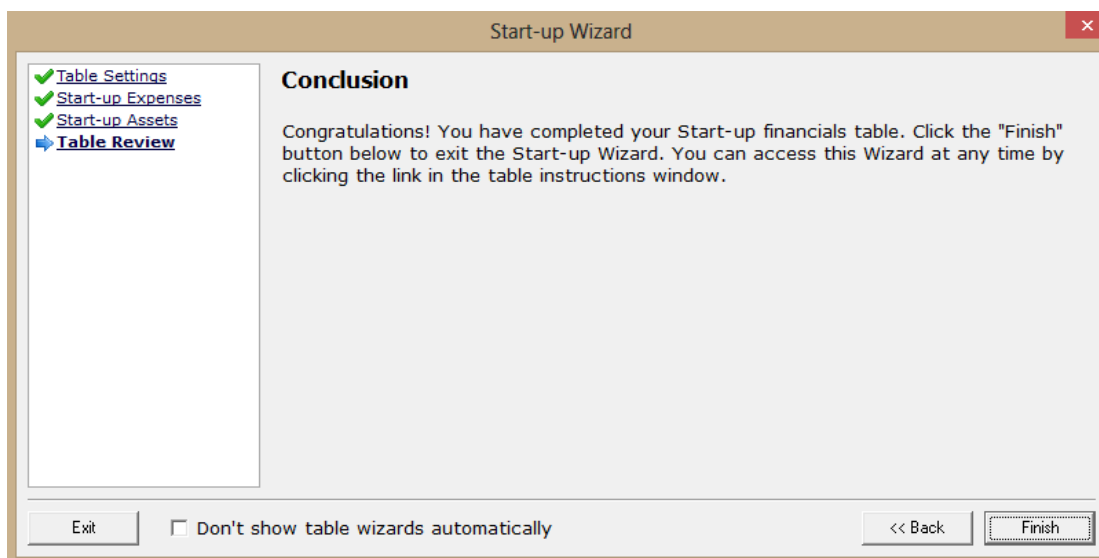 Start-up Wizard
Table Settings
Start-up Expenses
Start-up Assets
Table Review
Conclusion
Congratulations! You have completed your Start-up financials table. Click the "Finish"
button below to exit the Start-up Wizard. You can access this Wizard at any time by
clicking the link in the table instructions window.
Exit
Don't show table wizards automatically
<< Back
Finish